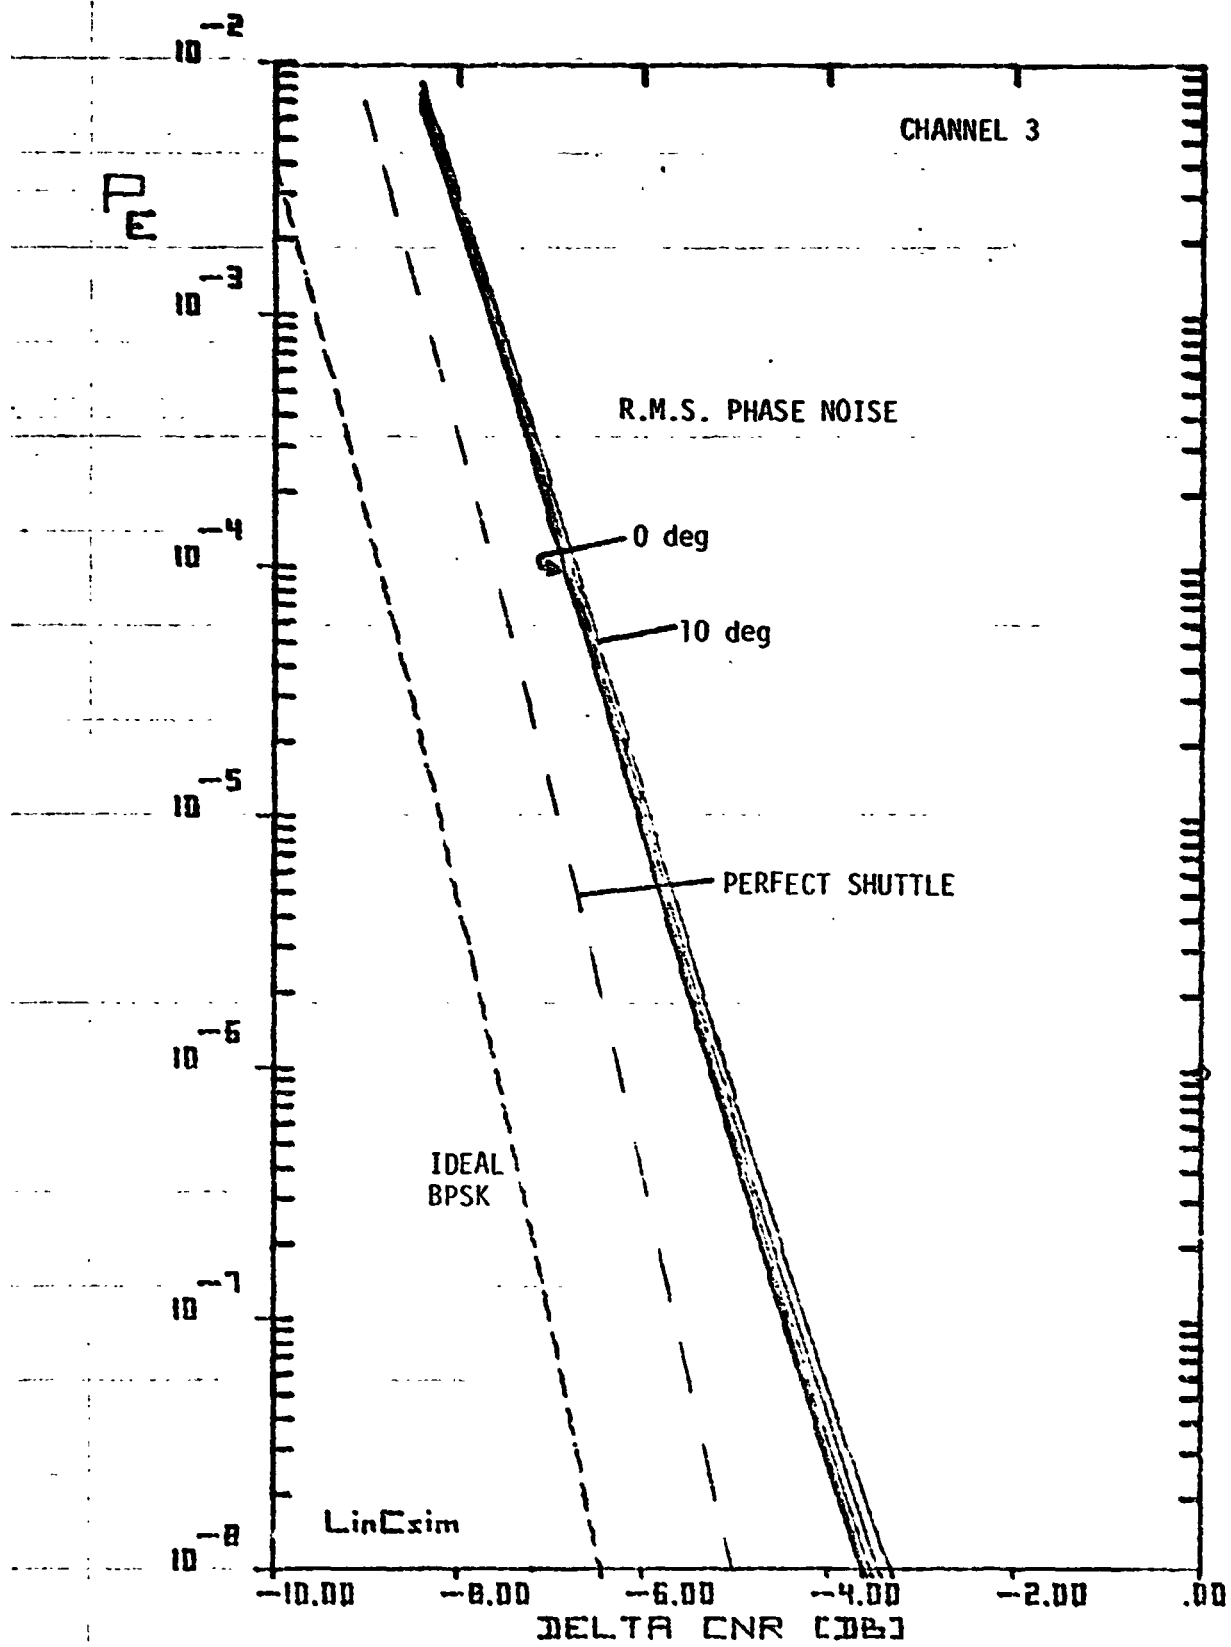 10^-2
CHANNEL 3
PE
10^-3
R.M.S. PHASE NOISE
0 deg
10^-4
10 deg
10^-5
PERFECT SHUTTLE
10^-6
IDEAL
BPSK
10^-7
LinCsim
10^-8
-10.00 -8.00 -6.00 -4.00 -2.00 .00
DELTA CNR [DB]